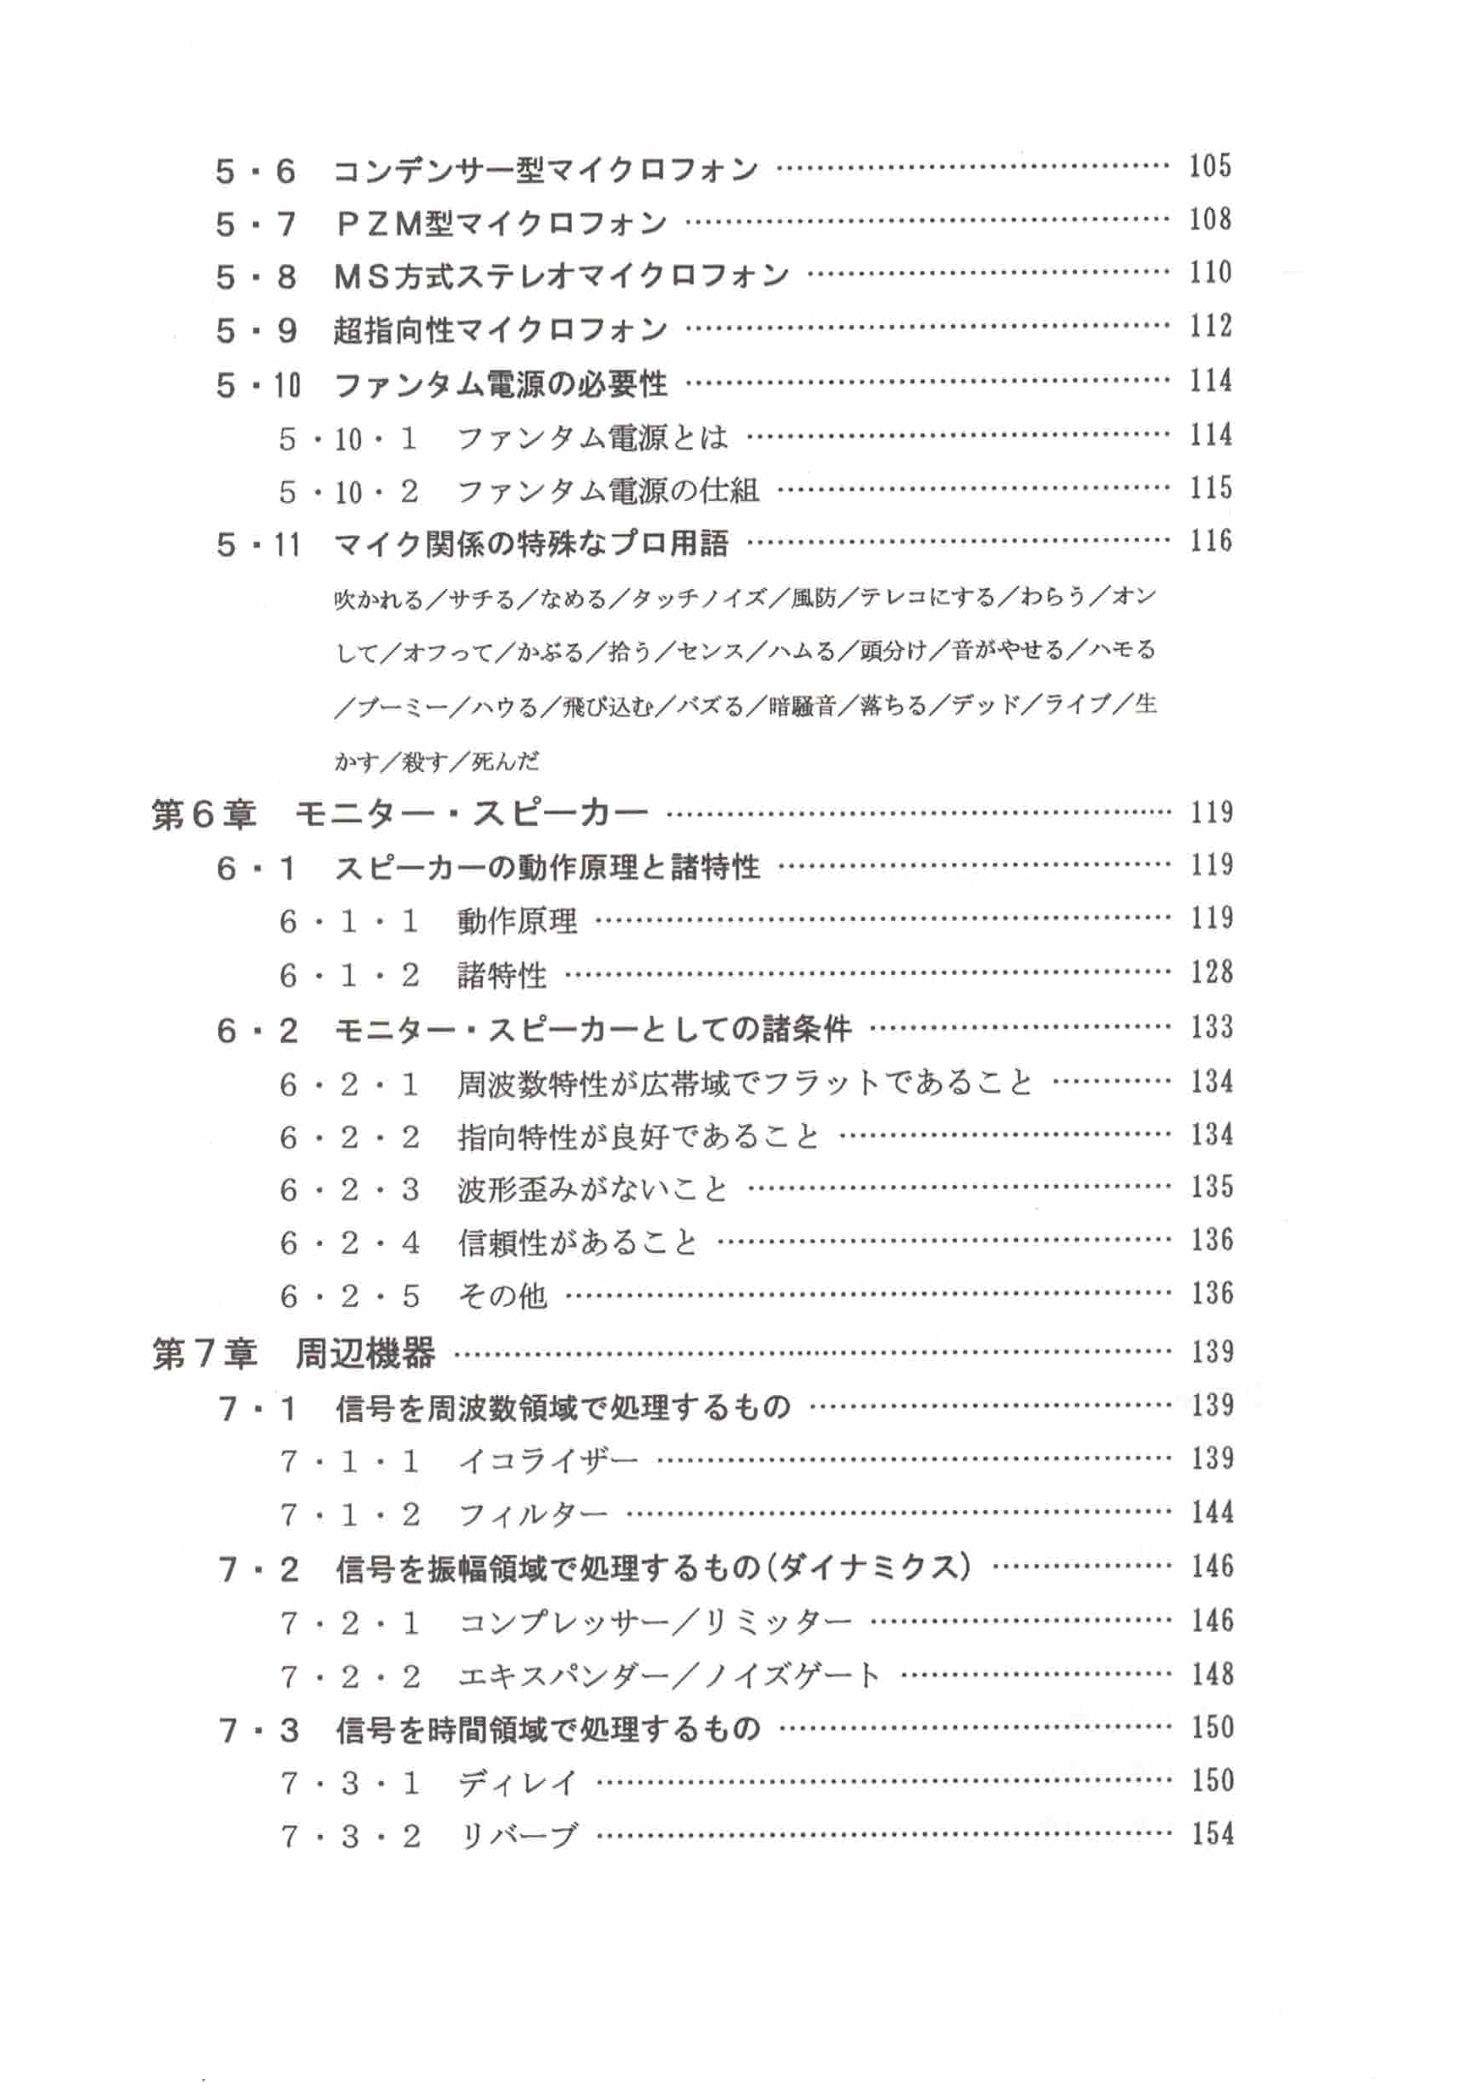 5・6 コンデンサー型マイクロフォン …………………………………… 105
5・7 PZM型マイクロフォン …………………………………………… 108
5・8 MS方式ステレオマイクロフォン ………………………………… 110
5・9 超指向性マイクロフォン …………………………………………… 112
5・10 ファンタム電源の必要性 …………………………………………… 114
5・10・1 ファンタム電源とは ……………………………………… 114
5・10・2 ファンタム電源の仕組 …………………………………… 115
5・11 マイク関係の特殊なプロ用語 ……………………………………… 116
吹かれる/サチる/なめる/タッチノイズ/風防/テレコにする/わらう/オン
して/オフって/かぶる/拾う/センス/ハムる/頭分け/音がやせる/ハモる
/ブーミー/ハウる/飛び込む/バズる/暗騒音/落ちる/デッド/ライブ/生
かす/殺す/死んだ
第6章 モニター・スピーカー ……………………………………………… 119
6・1 スピーカーの動作原理と諸特性 …………………………………… 119
6・1・1 動作原理 …………………………………………………… 119
6・1・2 諸特性 ……………………………………………………… 128
6・2 モニター・スピーカーとしての諸条件 ………………………… 133
6・2・1 周波数特性が広帯域でフラットであること ………… 134
6・2・2 指向特性が良好であること ……………………………… 134
6・2・3 波形歪みがないこと ……………………………………… 135
6・2・4 信頼性があること ………………………………………… 136
6・2・5 その他 ……………………………………………………… 136
第7章 周辺機器 ………………………………………………………………… 139
7・1 信号を周波数領域で処理するもの ……………………………… 139
7・1・1 イコライザー ……………………………………………… 139
7・1・2 フィルター ………………………………………………… 144
7・2 信号を振幅領域で処理するもの(ダイナミクス) ……………… 146
7・2・1 コンプレッサー/リミッター ………………………… 146
7・2・2 エキスパンダー/ノイズゲート ……………………… 148
7・3 信号を時間領域で処理するもの ………………………………… 150
7・3・1 ディレイ …………………………………………………… 150
7・3・2 リバーブ …………………………………………………… 154